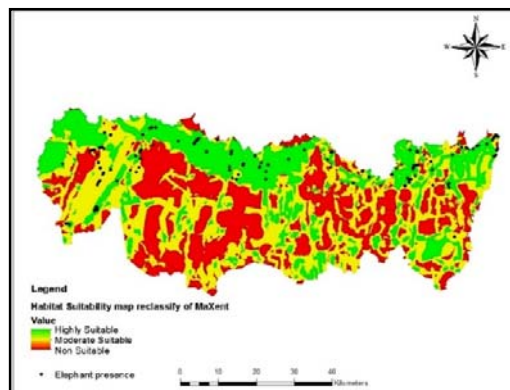 N
W E
S
Legend
Habitat Suitability map reclassify of MaXent
Value
Highly Suitable
Moderate Suitable
Non Suitable
Elephant presence
0 5 10 20 30 40
Kilometers